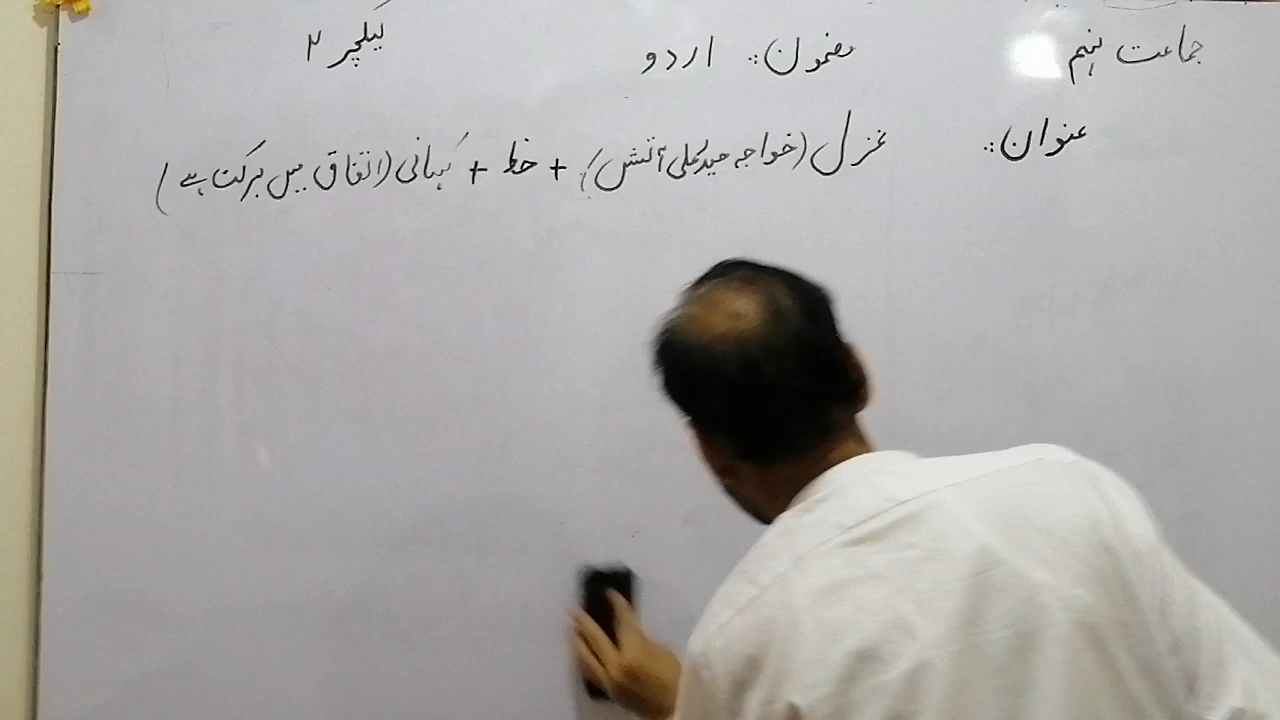 جماعت نہم مضمون: اردو لیکچر ۲
عنوان: غزل (خواجہ حیدر علی آتش) + خط + کہانی (اتفاق میں برکت ہے)